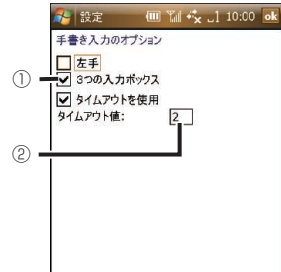 設定 1 10:00 ok
手書き入力のオプション
左手
① 3つの入力ボックス
タイムアウトを使用
タイムアウト値: 2
②